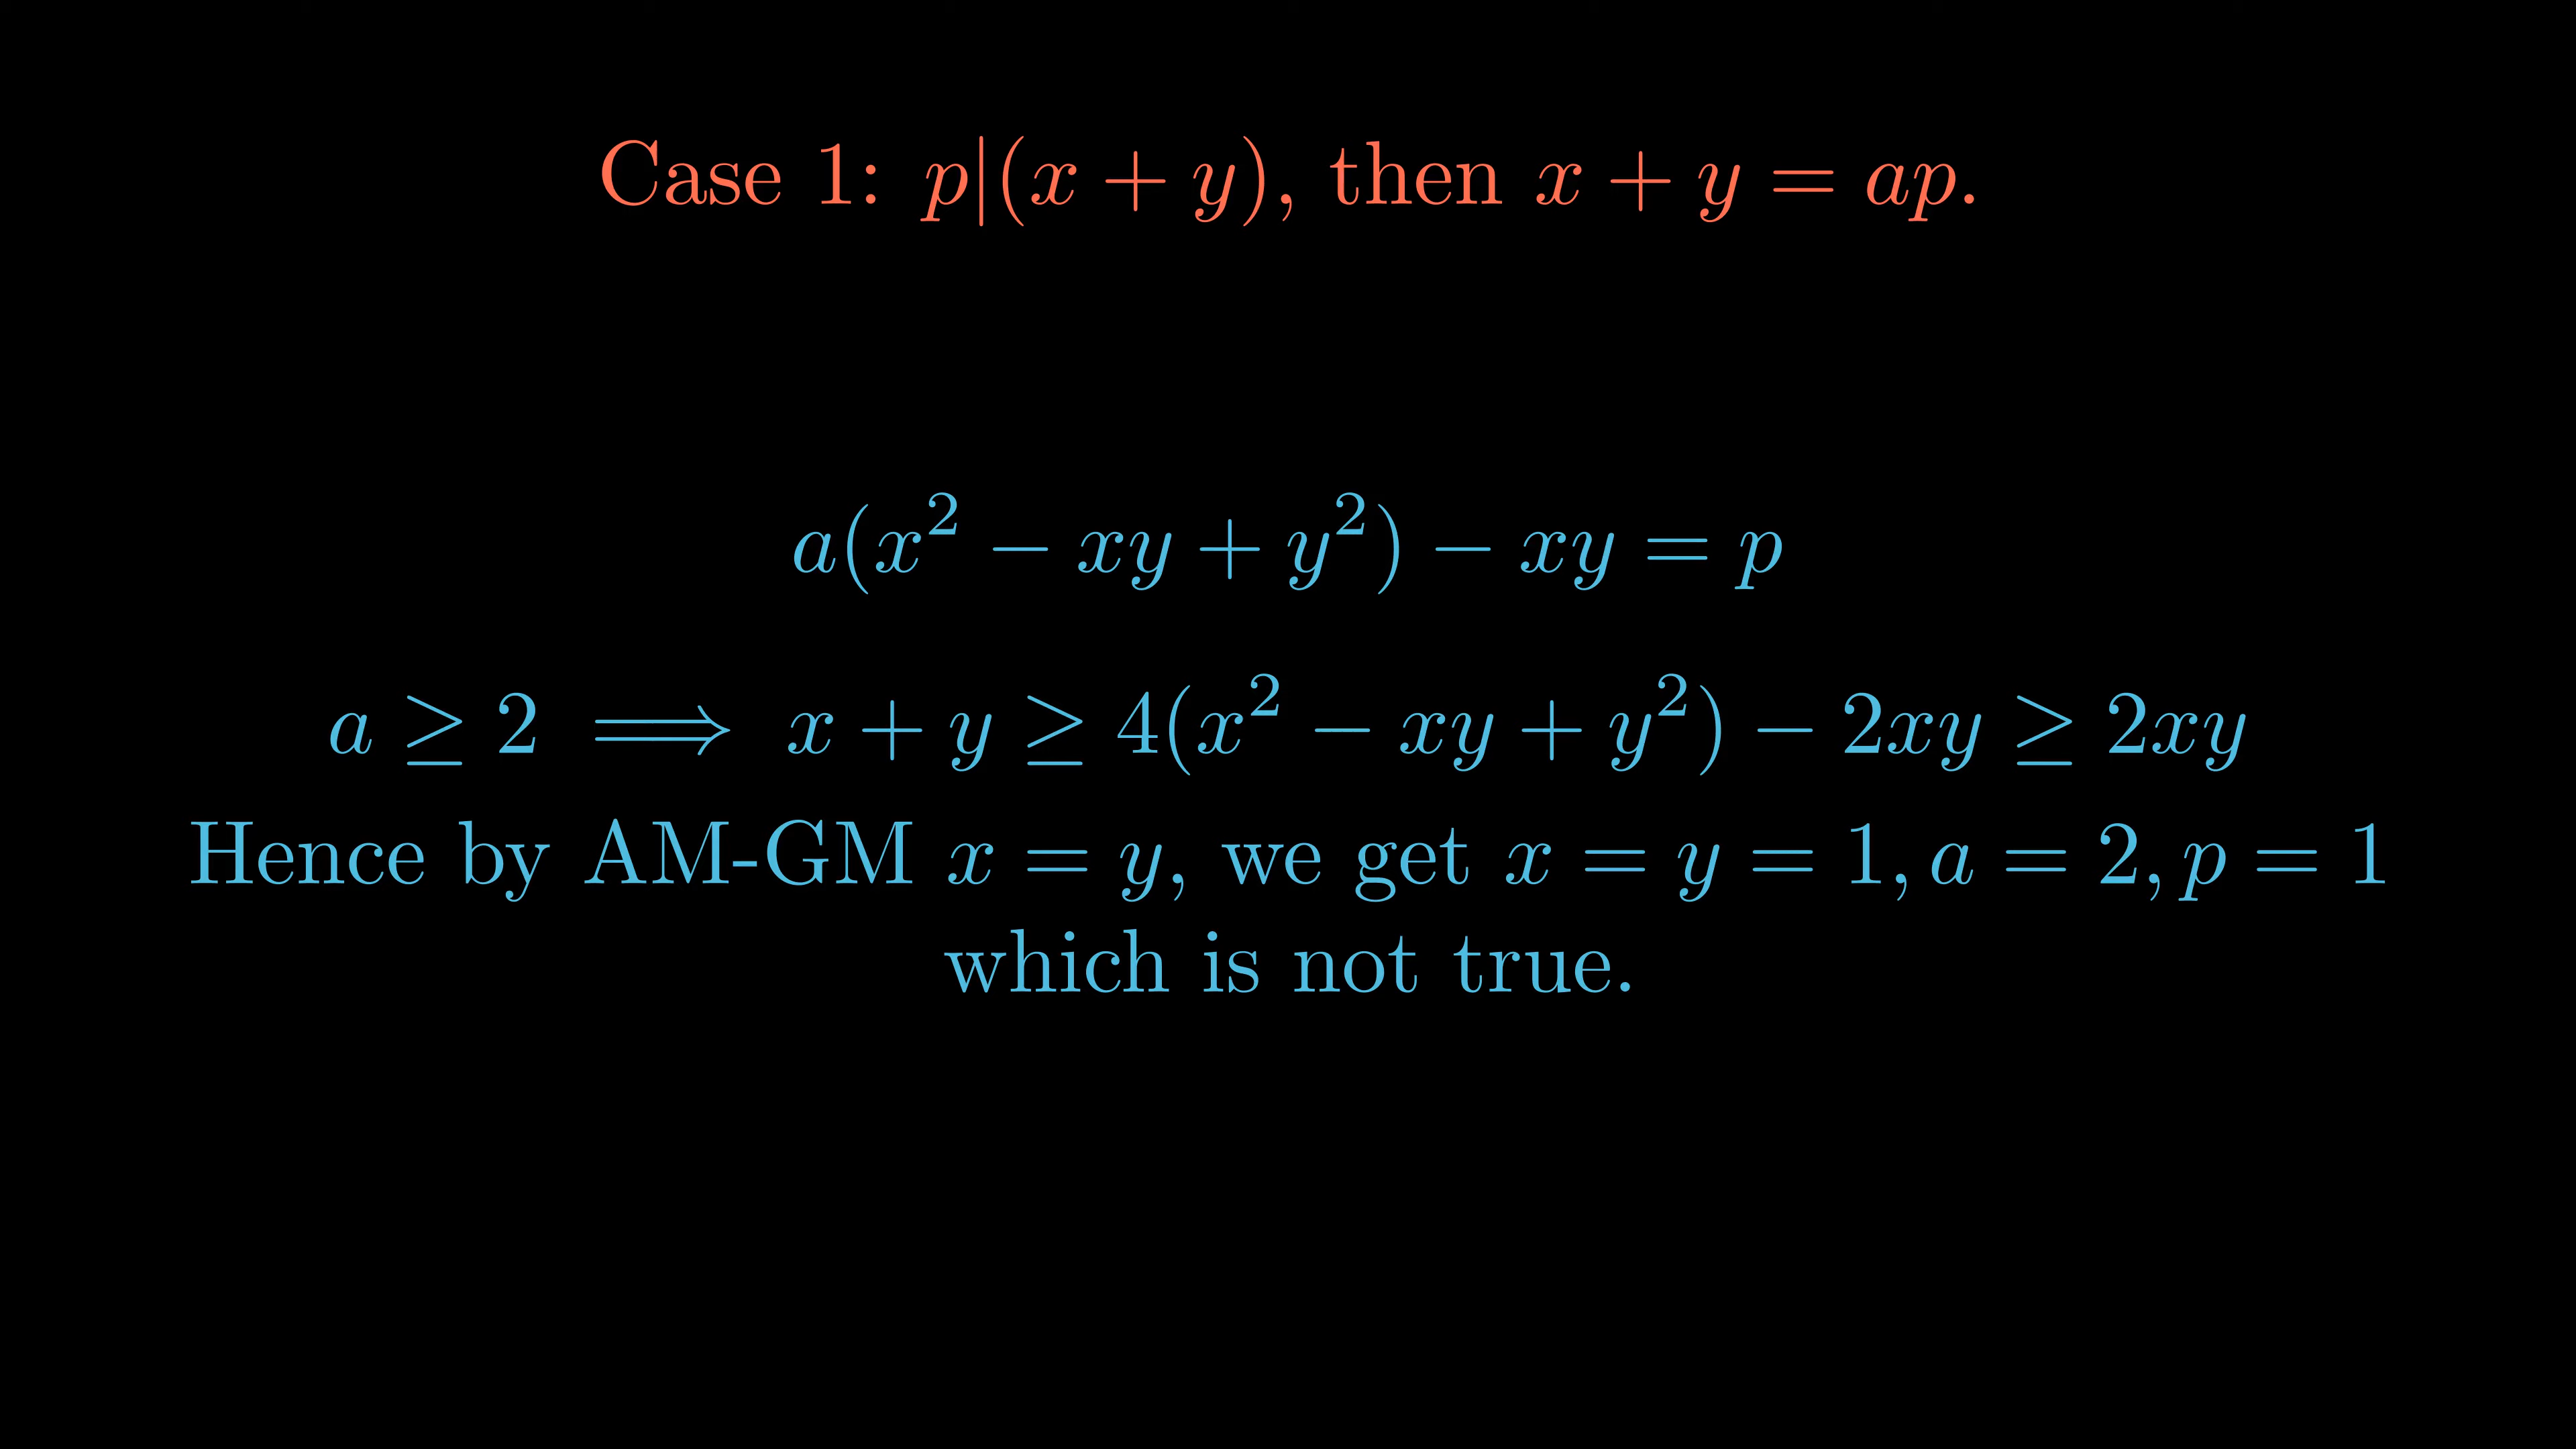 Case 1: p|(x + y), then x + y = ap.
a(x² − xy + y²) − xy = p
a ≥ 2 ⟹ x + y ≥ 4(x² − xy + y²) − 2xy ≥ 2xy
Hence by AM-GM x = y, we get x = y = 1, a = 2, p = 1
which is not true.